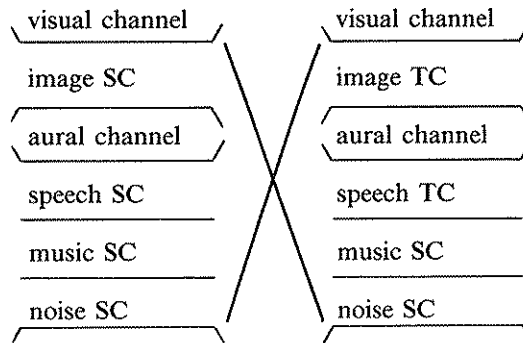 visual channel
image SC
aural channel
speech SC
music SC
noise SC
visual channel
image TC
aural channel
speech TC
music SC
noise SC